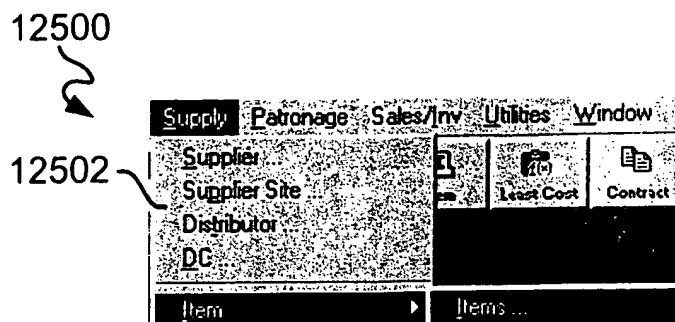 12500
Supply Patronage Sales/Inv Utilities Window
12502
Supplier ...
Supplier Site ...
Least Cost Contract
Distributor ...
DC ...
Item Items ...